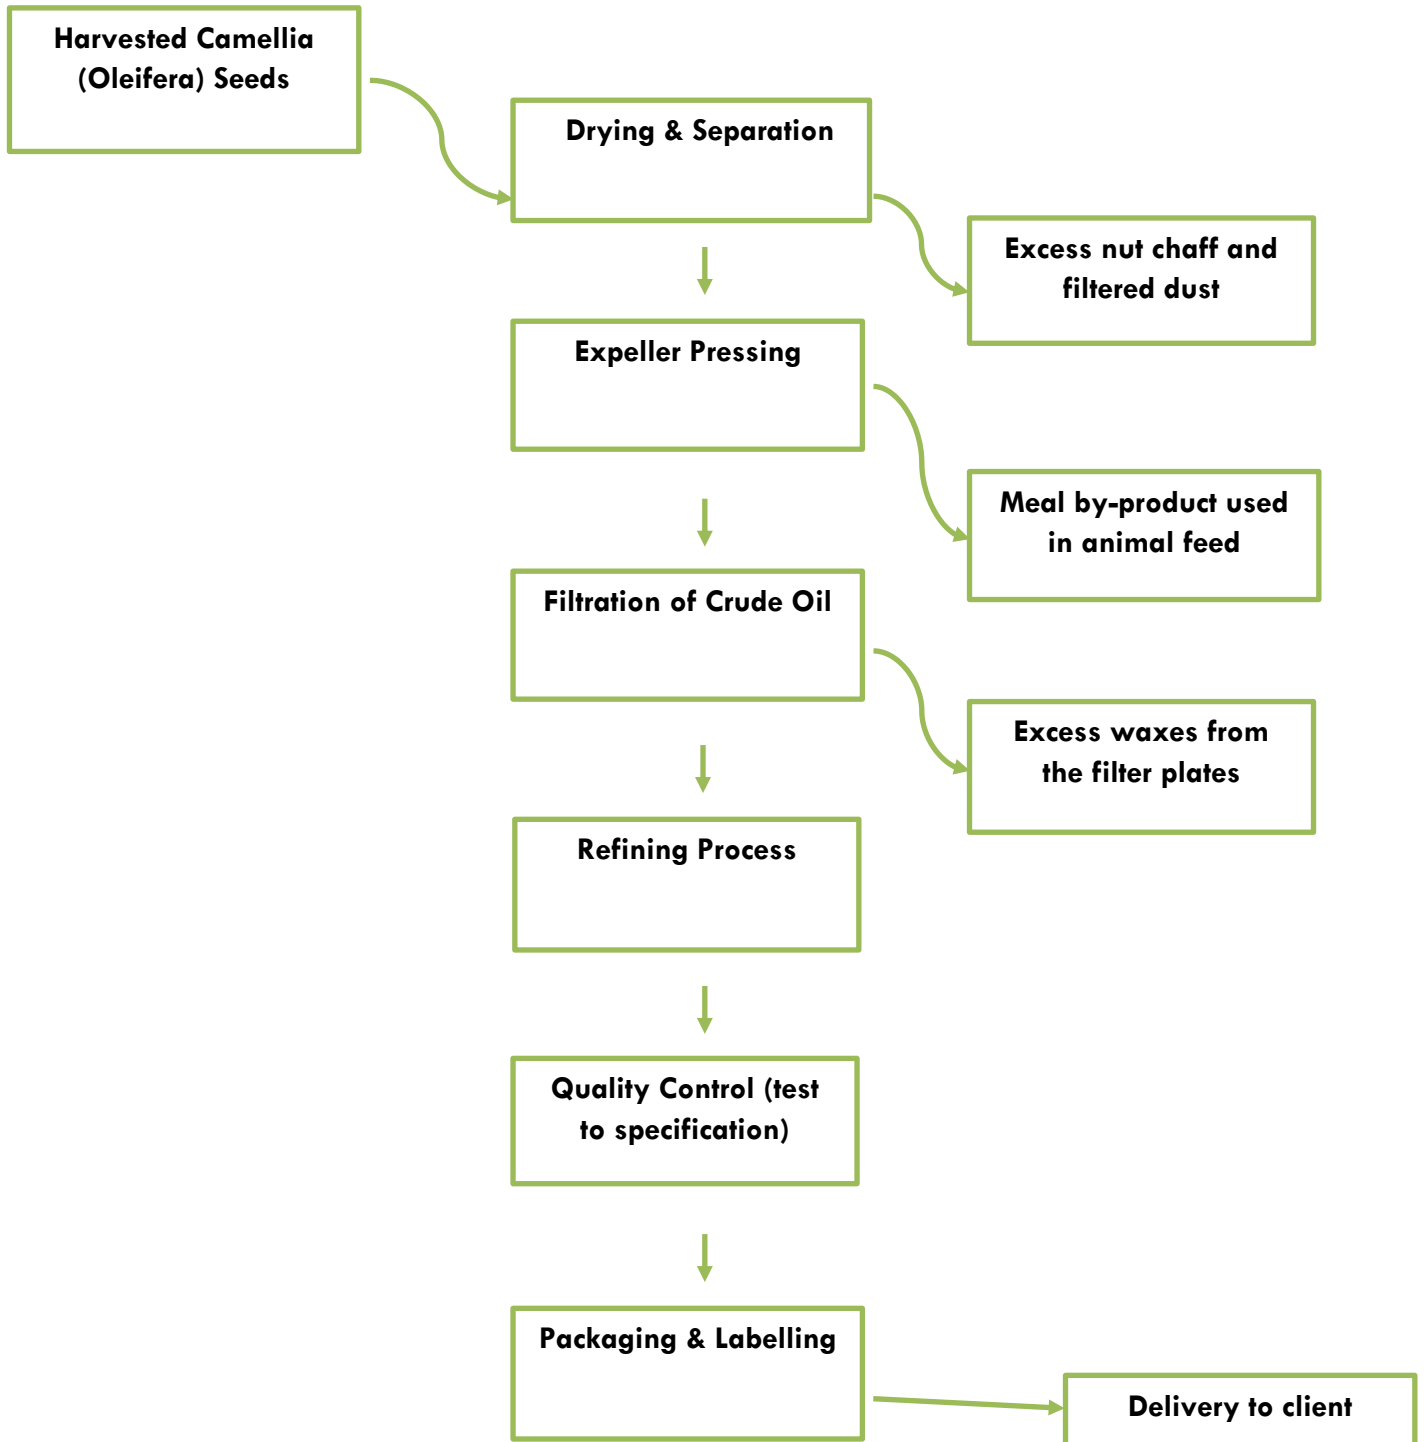 Harvested Camellia
(Oleifera) Seeds
Drying & Separation
Excess nut chaff and
filtered dust
Expeller Pressing
Meal by-product used
in animal feed
Filtration of Crude Oil
Excess waxes from
the filter plates
Refining Process
Quality Control (test
to specification)
Packaging & Labelling
Delivery to client